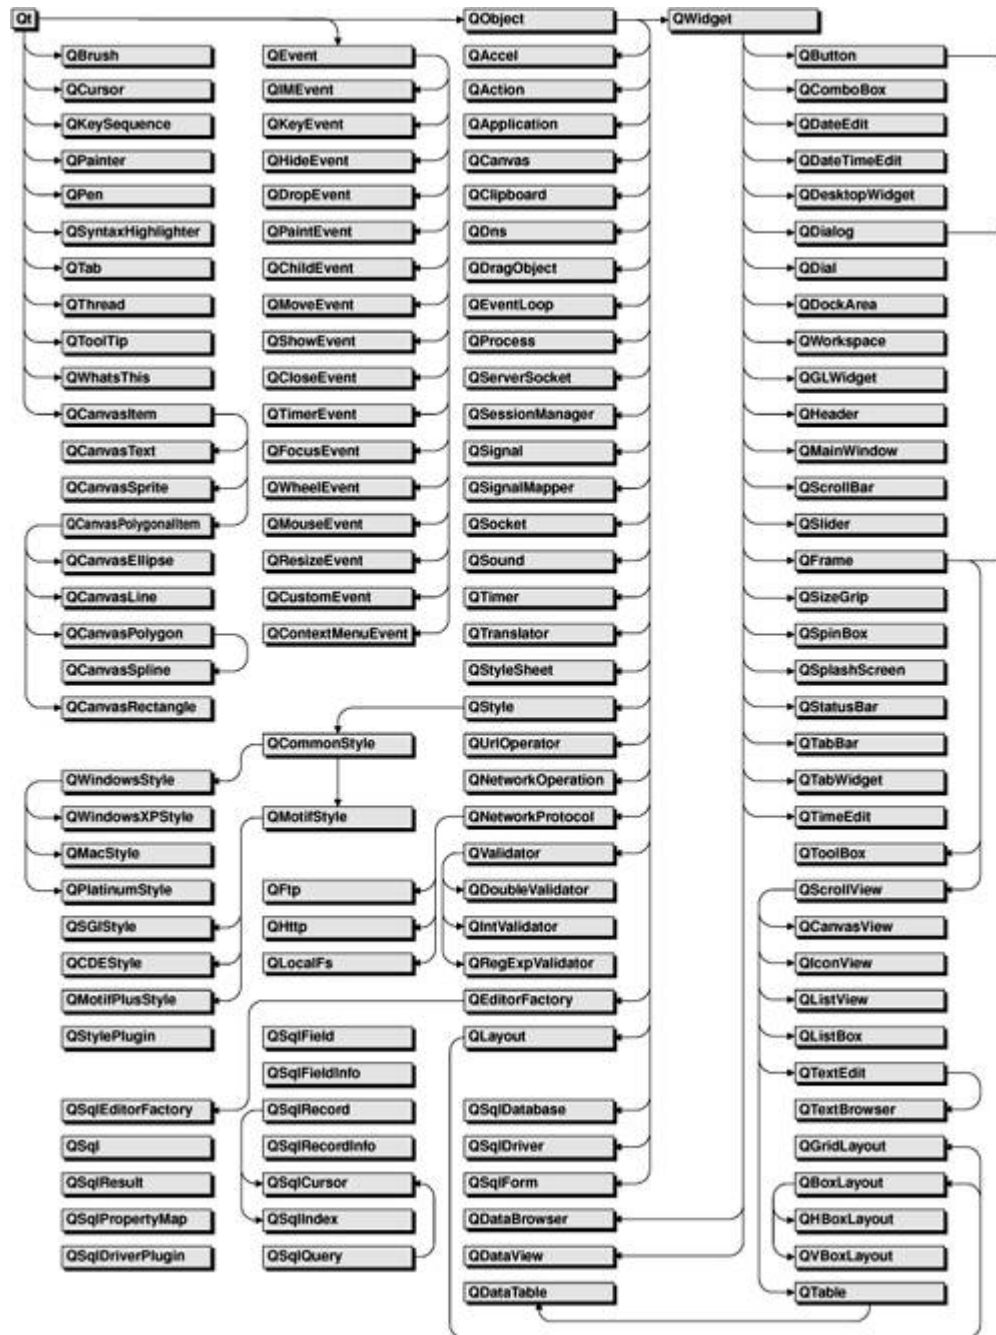 Qt
QObject
QWidget
QBrush
QEvent
QAccel
QButton
QCursor
QIMEvent
QAction
QComboBox
QKeySequence
QKeyEvent
QApplication
QDateEdit
QPainter
QHideEvent
QCanvas
QDateTimeEdit
QPen
QDropEvent
QClipboard
QDesktopWidget
QSyntaxHighlighter
QPaintEvent
QDns
QDialog
QTab
QChildEvent
QDragObject
QDial
QThread
QMoveEvent
QEventLoop
QDockArea
QToolTip
QShowEvent
QProcess
QWorkspace
QWhatsThis
QCloseEvent
QServerSocket
QGLWidget
QCanvasItem
QTimerEvent
QSessionManager
QHeader
QCanvasText
QFocusEvent
QSignal
QMainWindow
QCanvasSprite
QWheelEvent
QSignalMapper
QScrollBar
QCanvasPolygonalItem
QMouseEvent
QSocket
QSlider
QCanvasEllipse
QResizeEvent
QSound
QFrame
QCanvasLine
QCustomEvent
QTimer
QSizeGrip
QCanvasPolygon
QContextMenuEvent
QTranslator
QSpinBox
QCanvasSpline
QStyleSheet
QSplashScreen
QCanvasRectangle
QStyle
QStatusBar
QCommonStyle
QUrlOperator
QTabBar
QWindowsStyle
QNetworkOperation
QTabWidget
QWindowsXPStyle
QMotifStyle
QNetworkProtocol
QTimeEdit
QMacStyle
QValidator
QToolBox
QPlatinumStyle
QFtp
QDoubleValidator
QScrollView
QSGIStyle
QHttp
QIntValidator
QCanvasView
QCDEStyle
QLocalFs
QRegExpValidator
QIconView
QMotifPlusStyle
QEditorFactory
QListView
QStylePlugin
QSqlField
QLayout
QListBox
QSqlFieldInfo
QTextEdit
QSqlEditorFactory
QSqlRecord
QSqlDatabase
QTextBrowser
QSql
QSqlRecordInfo
QSqlDriver
QGridLayout
QSqlResult
QSqlCursor
QSqlForm
QBoxLayout
QSqlPropertyMap
QSqlIndex
QDataBrowser
QHBoxLayout
QSqlDriverPlugin
QSqlQuery
QDataView
QVBoxLayout
QDataTable
QTable